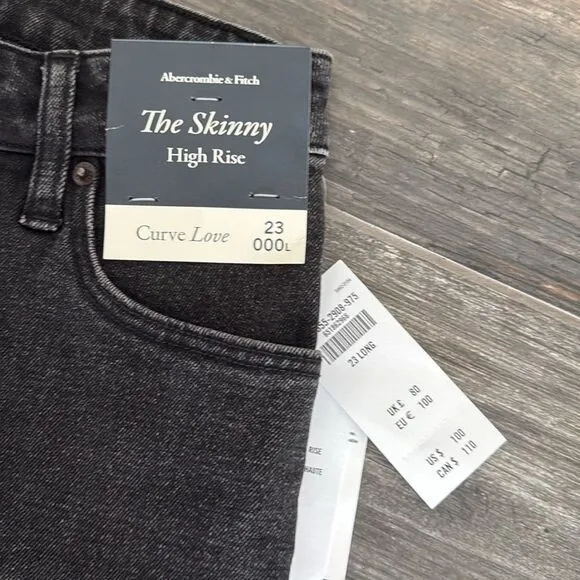 Abercrombie & Fitch
The Skinny
High Rise
Curve Love
23
000L
23 LONG
UK £ 80
EU € 100
US $ 100
CAN $ 110
RISE